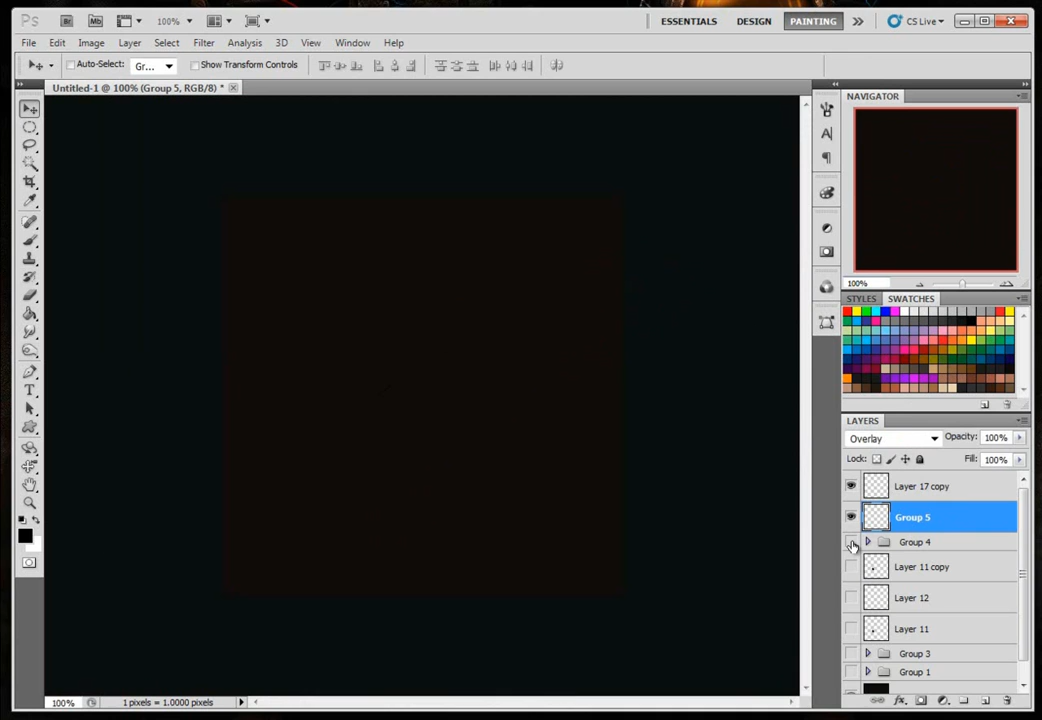 Ps Br Mb 100% ESSENTIALS DESIGN PAINTING CS Live
File Edit Image Layer Select Filter Analysis 3D View Window Help
Auto-Select: Gr... Show Transform Controls
Untitled-1 @ 100% (Group 5, RGB/8) *
NAVIGATOR
100%
STYLES SWATCHES
LAYERS
Overlay Opacity: 100%
Lock: Fill: 100%
Layer 17 copy
Group 5
Group 4
Layer 11 copy
Layer 12
Layer 11
Group 3
Group 1
100% 1 pixels = 1.0000 pixels